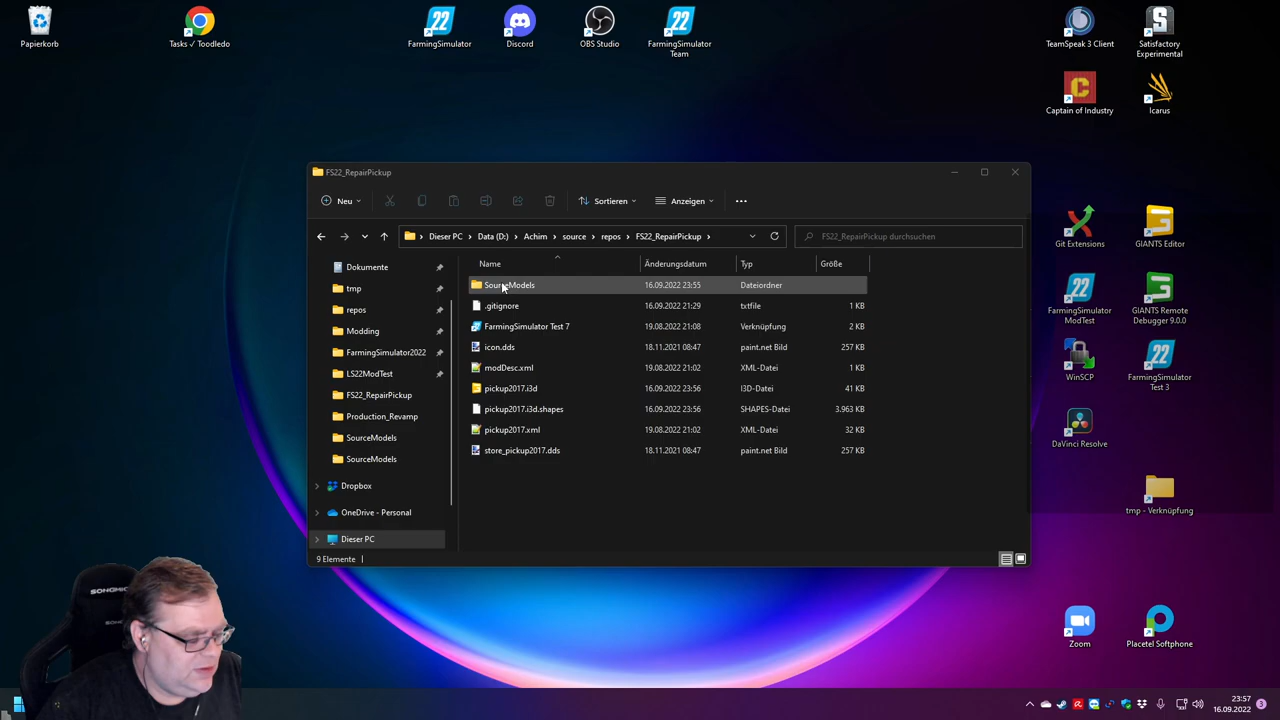 Papierkorb
Tasks ✓ Toodledo
FarmingSimulator
Discord
OBS Studio
FarmingSimulator
Team
TeamSpeak 3 Client
Satisfactory
Experimental
Captain of Industry
Icarus
FS22_RepairPickup
Neu
Sortieren
Anzeigen
Dieser PC
Data (D:)
Achim
source
repos
FS22_RepairPickup
FS22_RepairPickup durchsuchen
Name
Änderungsdatum
Typ
Größe
Dokumente
tmp
repos
Modding
FarmingSimulator2022
LS22ModTest
FS22_RepairPickup
Production_Revamp
SourceModels
SourceModels
Dropbox
OneDrive - Personal
Dieser PC
SourceModels 16.09.2022 23:55 Dateiordner
.gitignore 16.09.2022 21:29 txtfile 1 KB
FarmingSimulator Test 7 19.08.2022 21:08 Verknüpfung 2 KB
icon.dds 18.11.2021 08:47 paint.net Bild 257 KB
modDesc.xml 19.08.2022 21:02 XML-Datei 1 KB
pickup2017.i3d 16.09.2022 23:56 I3D-Datei 41 KB
pickup2017.i3d.shapes 16.09.2022 23:56 SHAPES-Datei 3.963 KB
pickup2017.xml 19.08.2022 21:02 XML-Datei 32 KB
store_pickup2017.dds 18.11.2021 08:47 paint.net Bild 257 KB
9 Elemente
Git Extensions
GIANTS Editor
FarmingSimulator
ModTest
GIANTS Remote
Debugger 9.0.0
WinSCP
FarmingSimulator
Test 3
DaVinci Resolve
tmp - Verknüpfung
Zoom
Placetel Softphone
SONGMICS
23:57
16.09.2022
3